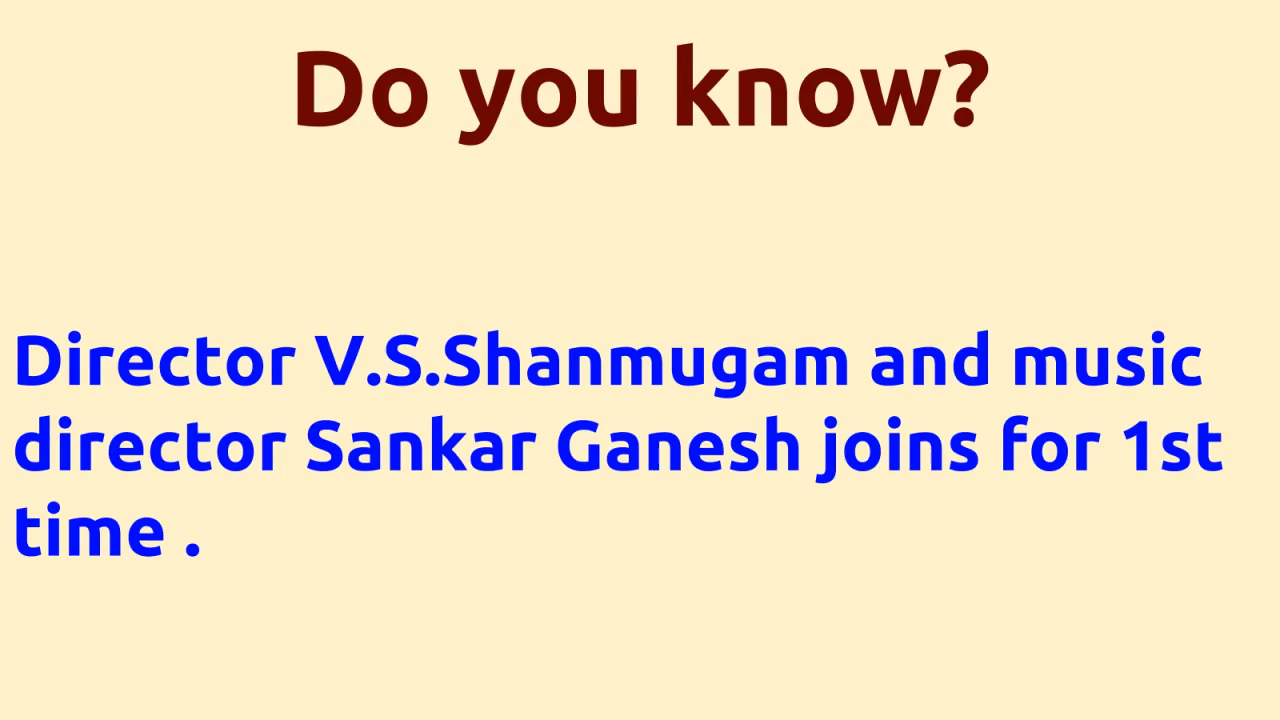 Do you know?
Director V.S.Shanmugam and music
director Sankar Ganesh joins for 1st
time .